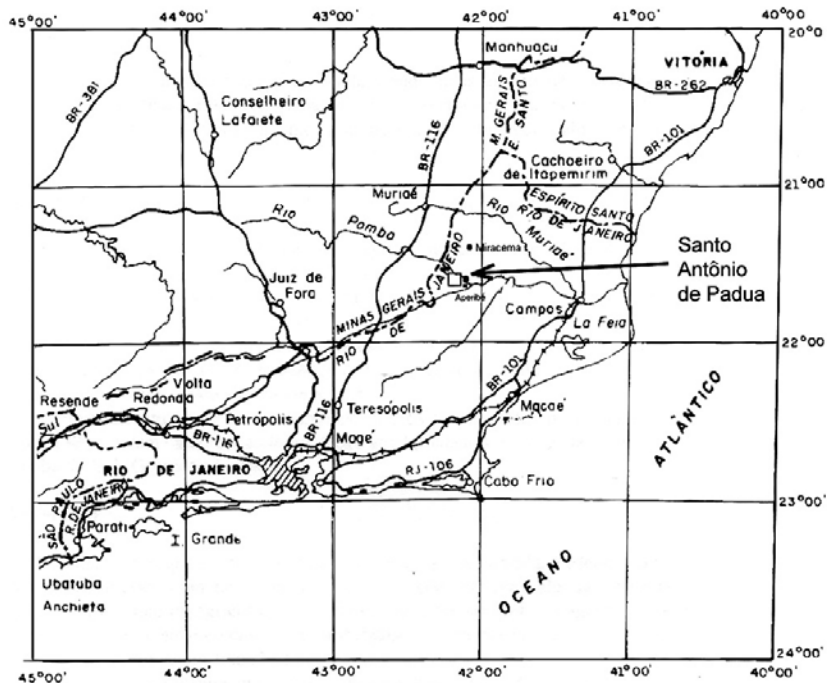 45°00' 44°00' 43°00' 42°00' 41°00' 40°00'
20°0
Manhuaçu
VITÓRIA
BR-381
BR-262
Conselheiro
Lafaiete
BR-116
M. GERAIS
E. SANTO
BR-101
Cachoeiro
de Itapemirim
21°00'
Muriaé
ESPÍRITO SANTO
RIO DE JANEIRO
RIO
Pomba
Rio
Muriaé
Miracema
Santo
Antônio
de Padua
Juiz de
Fora
MINAS GERAIS
RIO DE JANEIRO
Aperibé
Campos
La Feia
22°00'
BR-101
Resende
Volta
Redonda
Sul
Petrópolis
Teresópolis
Macaé
BR-116
BR-116
Magé
RIO DE JANEIRO
RJ-106
Cabo Frio
ATLÀNTICO
23°00'
SÃO PAULO
R. DE JANEIRO
Parati
I. Grande
Ubatuba
Anchieta
OCEANO
24°00'
45°00' 44°00' 43°00' 42°00' 41°00' 40°00'